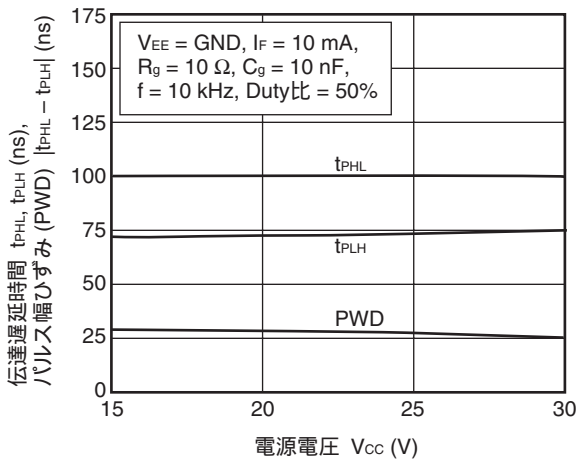 伝達遅延時間 tPHL, tPLH (ns),
パルス幅ひずみ (PWD) |tPHL – tPLH| (ns)
175
150
125
100
75
50
25
0
VEE = GND, IF = 10 mA,
Rg = 10 Ω, Cg = 10 nF,
f = 10 kHz, Duty比 = 50%
tPHL
tPLH
PWD
15
20
25
30
電源電圧 VCC (V)